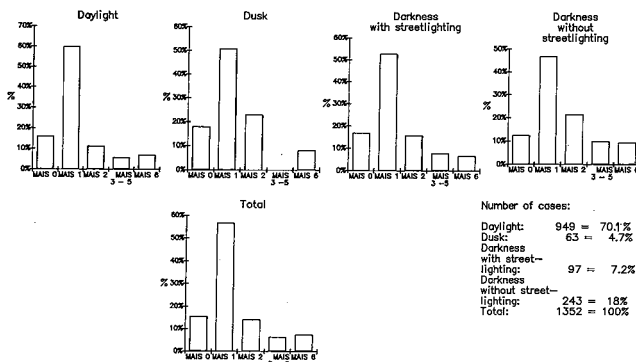 Daylight
70%
60%
50%
40%
%
30%
20%
10%
0%
MAIS 0 MAIS 1 MAIS 2 MAIS MAIS 6
3-5
Dusk
60%
50%
40%
%
30%
20%
10%
0%
MAIS 0 MAIS 1 MAIS 2 MAIS MAIS 6
3-5
Darkness
with streetlighting
60%
50%
40%
%
30%
20%
10%
0%
MAIS 0 MAIS 1 MAIS 2 MAIS MAIS 6
3-5
Darkness
without
streetlighting
50%
40%
30%
%
20%
10%
0%
MAIS 0 MAIS 1 MAIS 2 MAIS MAIS 6
3-5
Total
60%
50%
40%
%
30%
20%
10%
0%
MAIS 0 MAIS 1 MAIS 2 MAIS MAIS 6
Number of cases:
Daylight: 949 = 70.1%
Dusk: 63 = 4.7%
Darkness
with street-
lighting: 97 = 7.2%
Darkness
without street-
lighting: 243 = 18%
Total: 1352 = 100%